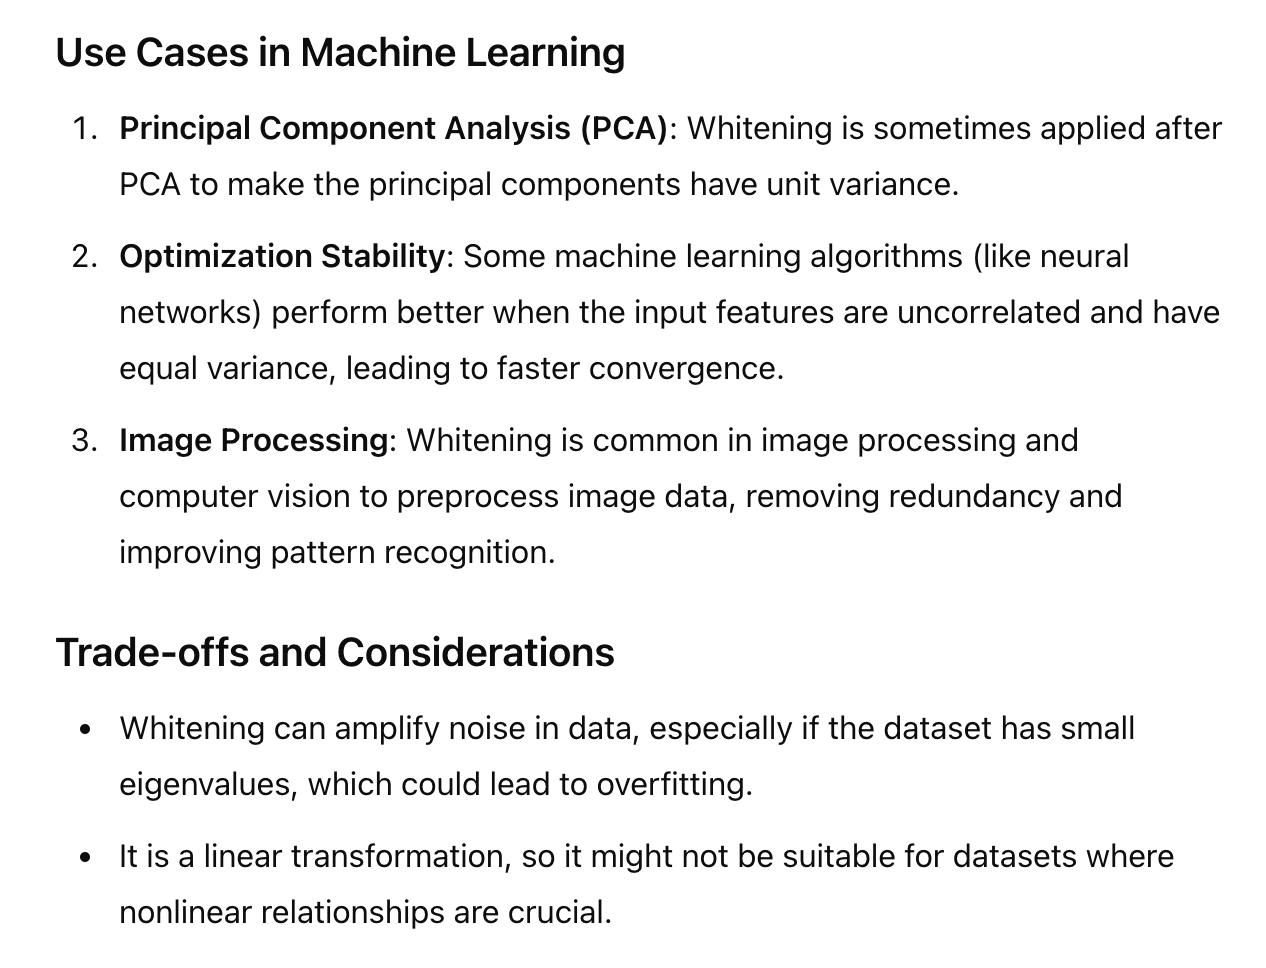 Use Cases in Machine Learning
1. Principal Component Analysis (PCA): Whitening is sometimes applied after
PCA to make the principal components have unit variance.
2. Optimization Stability: Some machine learning algorithms (like neural
networks) perform better when the input features are uncorrelated and have
equal variance, leading to faster convergence.
3. Image Processing: Whitening is common in image processing and
computer vision to preprocess image data, removing redundancy and
improving pattern recognition.
Trade-offs and Considerations
• Whitening can amplify noise in data, especially if the dataset has small
eigenvalues, which could lead to overfitting.
• It is a linear transformation, so it might not be suitable for datasets where
nonlinear relationships are crucial.